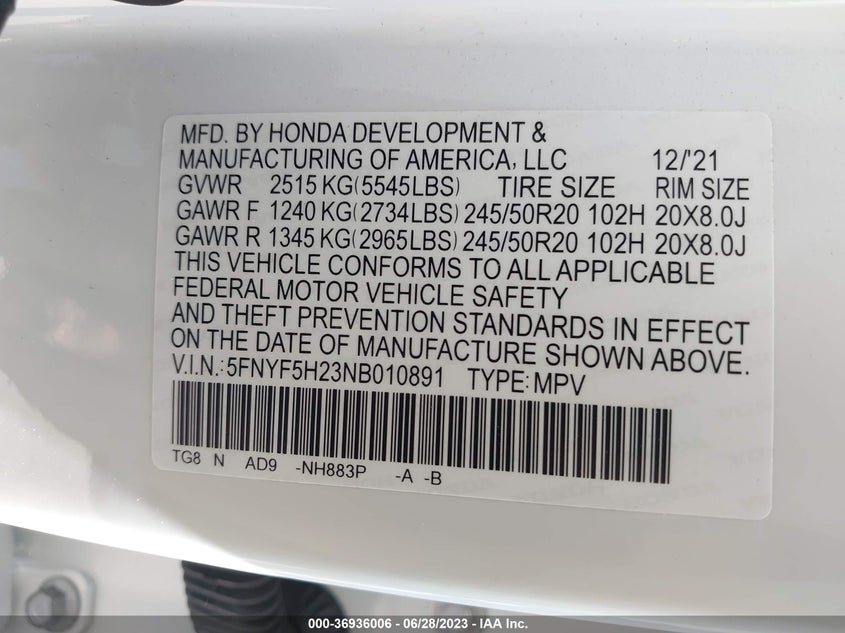 MFD. BY HONDA DEVELOPMENT &
MANUFACTURING OF AMERICA, LLC 12/'21
GVWR 2515 KG(5545LBS) TIRE SIZE RIM SIZE
GAWR F 1240 KG(2734LBS) 245/50R20 102H 20X8.0J
GAWR R 1345 KG(2965LBS) 245/50R20 102H 20X8.0J
THIS VEHICLE CONFORMS TO ALL APPLICABLE
FEDERAL MOTOR VEHICLE SAFETY
AND THEFT PREVENTION STANDARDS IN EFFECT
ON THE DATE OF MANUFACTURE SHOWN ABOVE.
V.I.N.: 5FNYF5H23NB010891 TYPE: MPV
TG8 N AD9 -NH883P -A -B
000-36936006 - 06/28/2023 - IAA Inc.